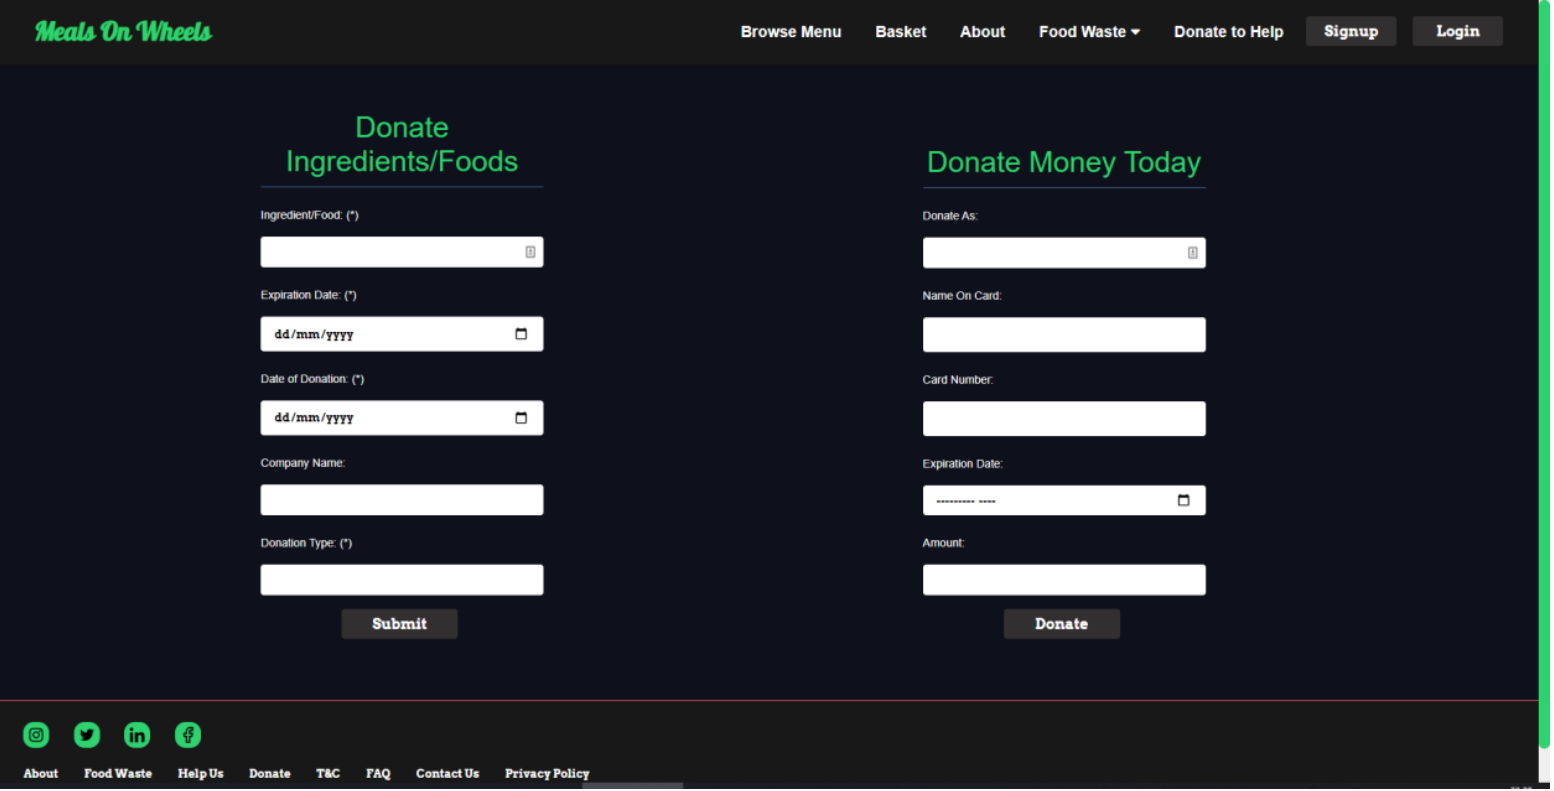 Meals On Wheels
Browse Menu Basket About Food Waste Donate to Help Signup Login
Donate
Ingredients/Foods
Ingredient/Food: (*)
Expiration Date: (*)
dd/mm/yyyy
Date of Donation: (*)
dd/mm/yyyy
Company Name:
Donation Type: (*)
Submit
Donate Money Today
Donate As:
Name On Card:
Card Number:
Expiration Date:
--------- ----
Amount:
Donate
About Food Waste Help Us Donate T&C FAQ Contact Us Privacy Policy